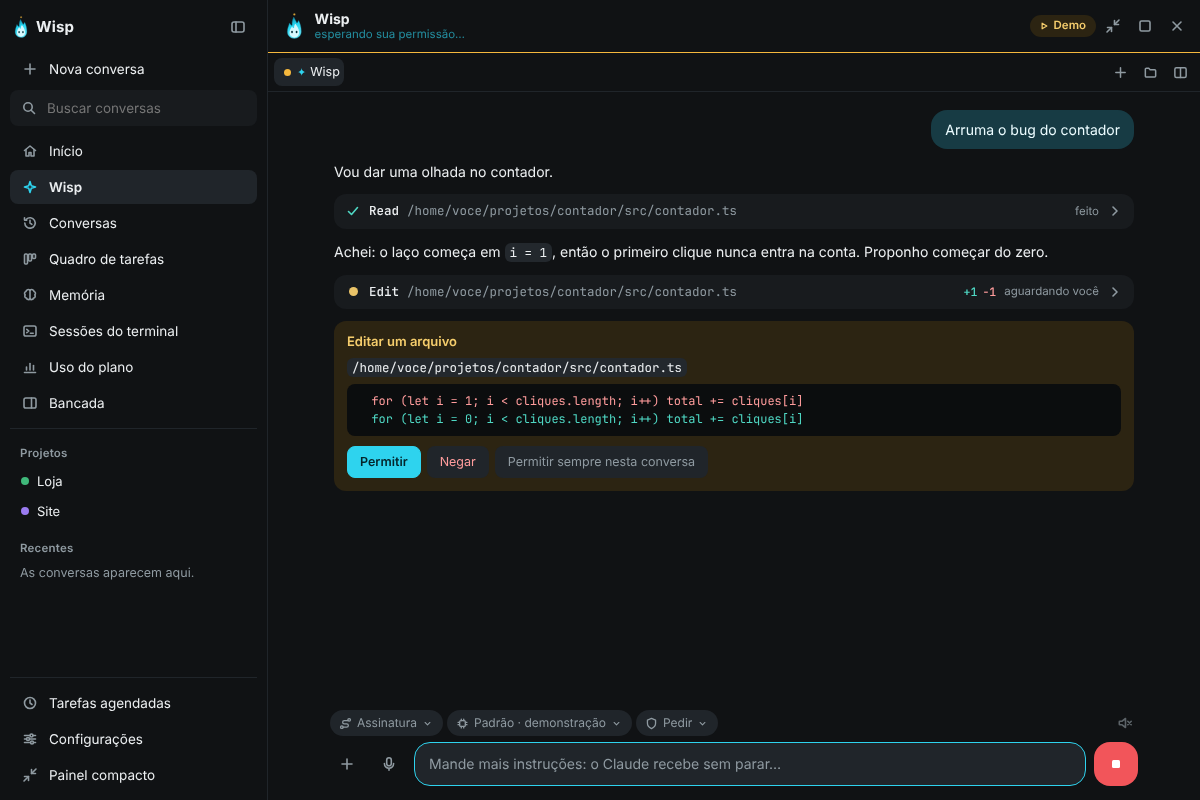 Wisp
Nova conversa
Buscar conversas
Início
Wisp
Conversas
Quadro de tarefas
Memória
Sessões do terminal
Uso do plano
Bancada
Projetos
Loja
Site
Recentes
As conversas aparecem aqui.
Tarefas agendadas
Configurações
Painel compacto
Wisp
esperando sua permissão...
Demo
Wisp
Arruma o bug do contador
Vou dar uma olhada no contador.
Read /home/voce/projetos/contador/src/contador.ts feito
Achei: o laço começa em i = 1, então o primeiro clique nunca entra na conta. Proponho começar do zero.
Edit /home/voce/projetos/contador/src/contador.ts +1 -1 aguardando você
Editar um arquivo
/home/voce/projetos/contador/src/contador.ts
for (let i = 1; i < cliques.length; i++) total += cliques[i]
for (let i = 0; i < cliques.length; i++) total += cliques[i]
Permitir Negar Permitir sempre nesta conversa
Assinatura Padrão · demonstração Pedir
Mande mais instruções: o Claude recebe sem parar...